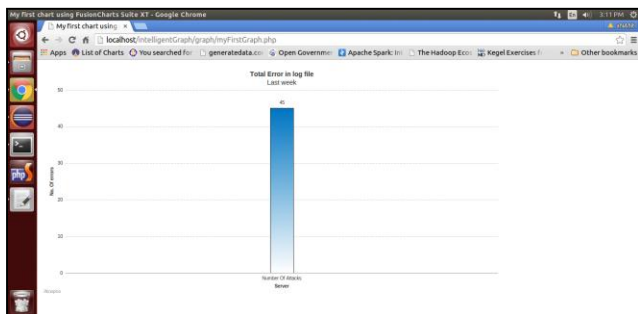 My first chart using FusionCharts Suite XT - Google Chrome
En
3:11 PM
My first chart using
localhost/intelligentGraph/graph/myFirstGraph.php
Apps
List of Charts
You searched for
generatedata.co
Open Governme
Apache Spark: In
The Hadoop Eco
Kegel Exercises f
»
Other bookmarks
Total Error in log file
Last week
50
45
40
30
20
10
0
No. Of errors
Number Of Attacks
Server
php